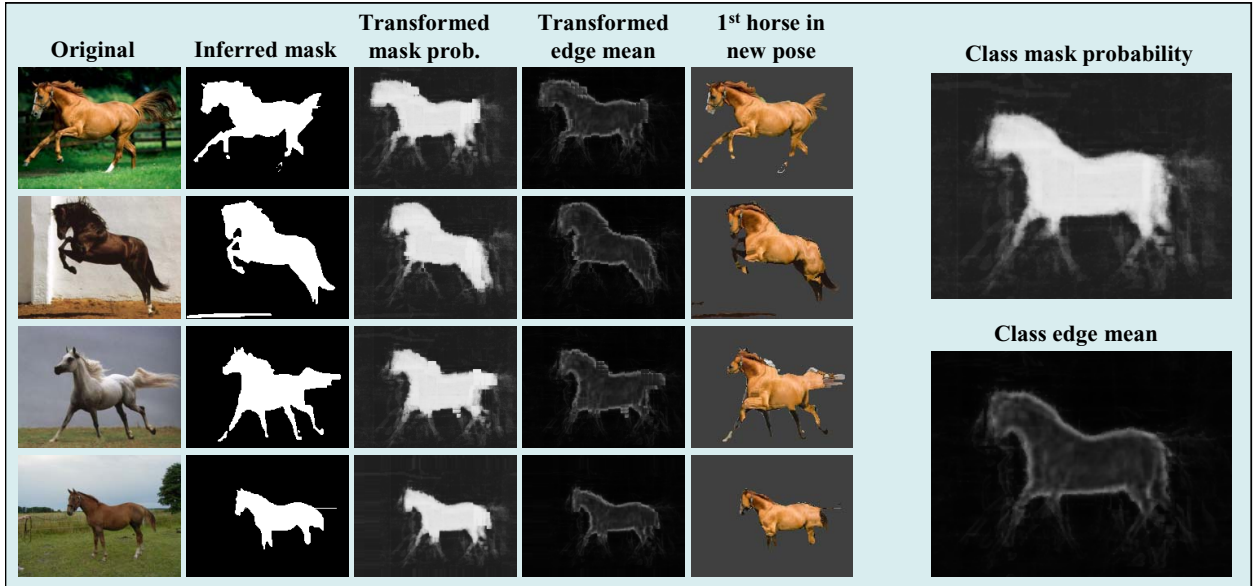 Original
Inferred mask
Transformed
mask prob.
Transformed
edge mean
1st horse in
new pose
Class mask probability
Class edge mean